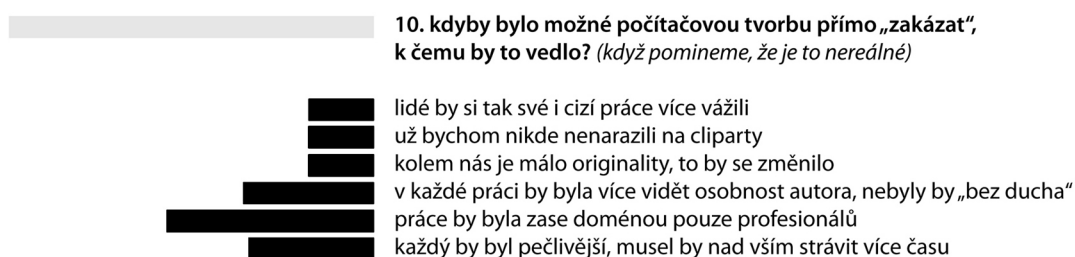 10. kdyby bylo možné počítačovou tvorbu přímo „zakázat“,
k čemu by to vedlo? (když pomineme, že je to nereálné)
lidé by si tak své i cizí práce více vážili
už bychom nikde nenarazili na cliparty
kolem nás je málo originality, to by se změnilo
v každé práci by byla více vidět osobnost autora, nebyly by „bez ducha“
práce by byla zase doménou pouze profesionálů
každý by byl pečlivější, musel by nad vším strávit více času